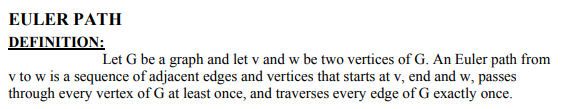 EULER PATH
DEFINITION:
Let G be a graph and let v and w be two vertices of G. An Euler path from
v to w is a sequence of adjacent edges and vertices that starts at v, end and w, passes
through every vertex of G at least once, and traverses every edge of G exactly once.